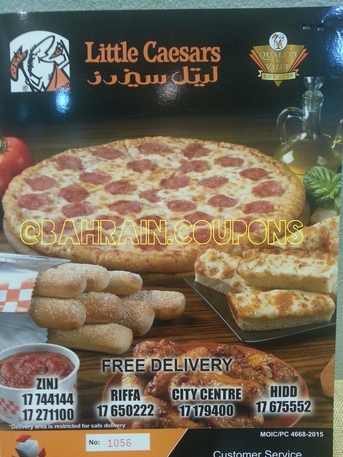 Little Caesars
ليتل سيزرز
QUALITY
VALUE
@BAHRAIN.COUPONS
FREE DELIVERY
ZINJ
17 744144
17 271100
RIFFA
17 650222
CITY CENTRE
17 179400
HIDD
17 675552
*Delivery area is restricted for safe delivery
MOIC/PC 4668-2015
No: 1056
Customer Service